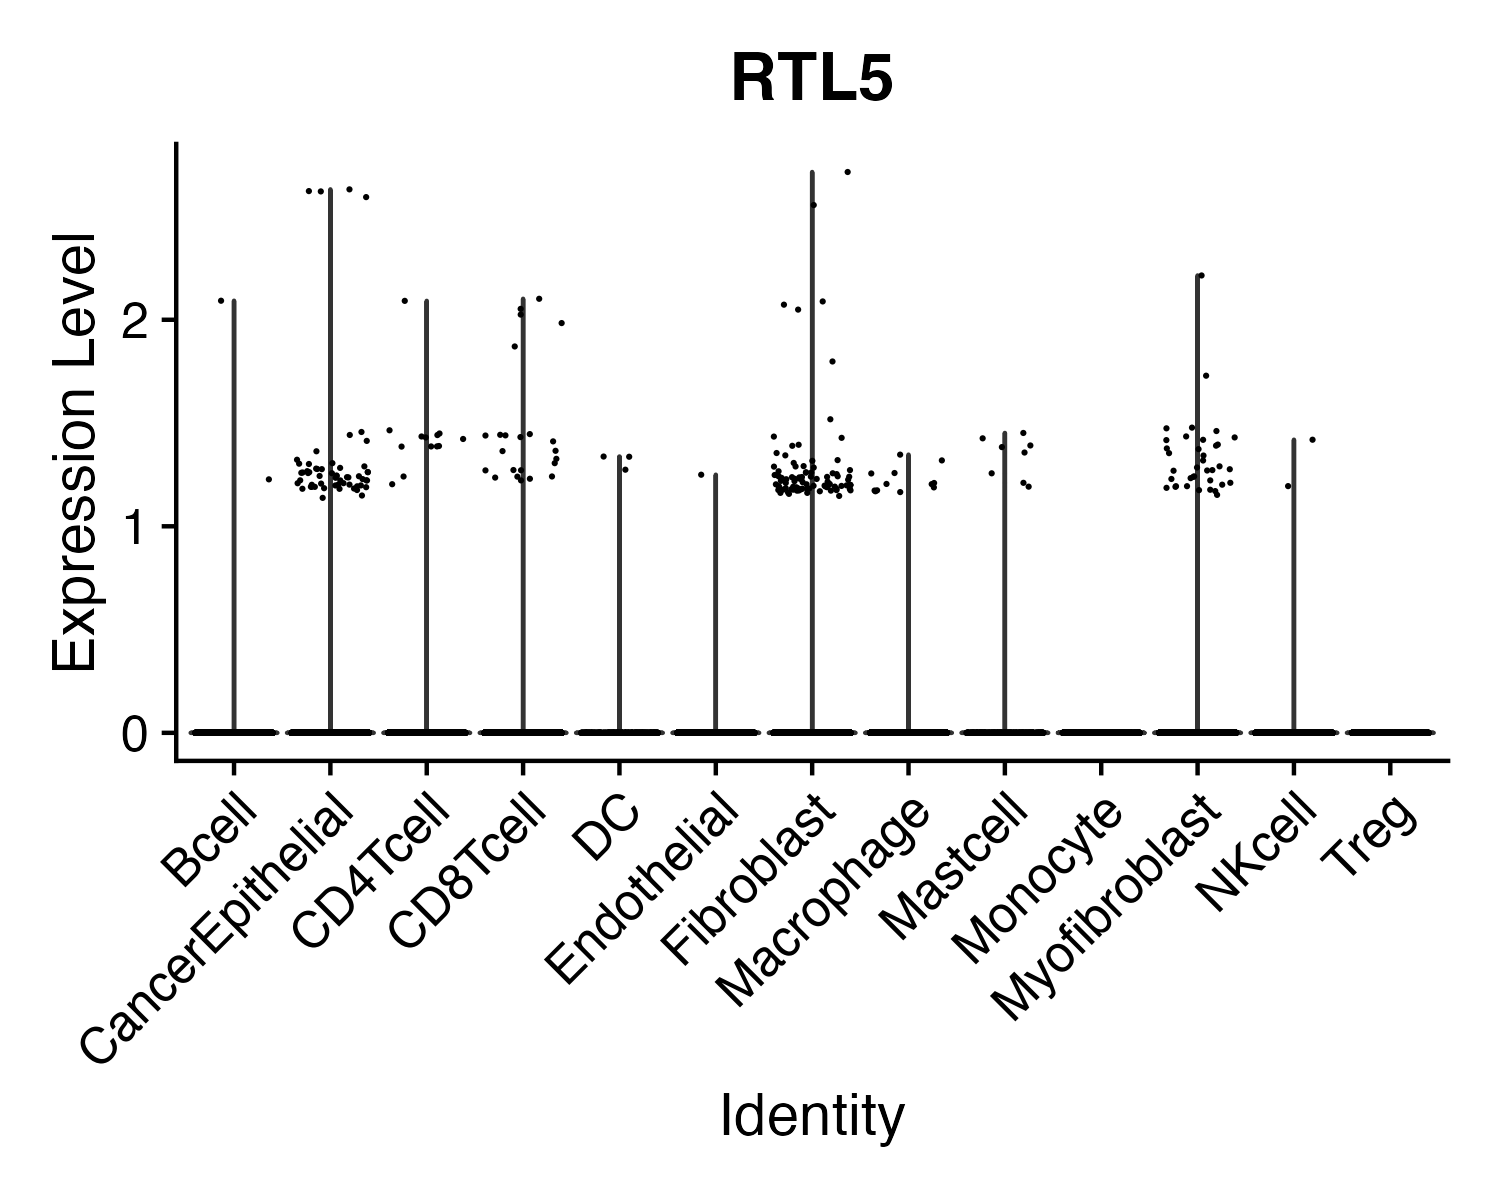 RTL5
Expression Level
2
1
0
Bcell
CancerEpithelial
CD4Tcell
CD8Tcell
DC
Endothelial
Fibroblast
Macrophage
Mastcell
Monocyte
Myofibroblast
NKcell
Treg
Identity